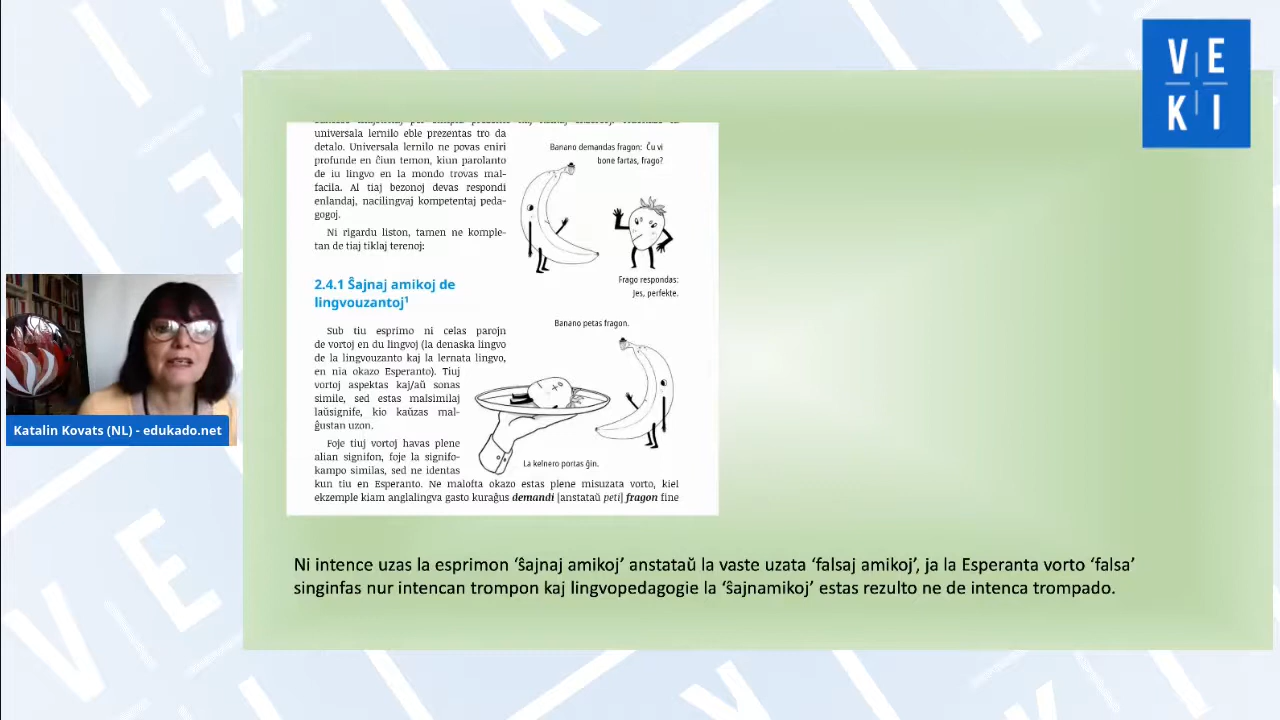 V E
K I
universala lernilo eble prezentas tro da
detalo. Universala lernilo ne povas eniri
profunde en ĉiun temon, kiun parolanto
de iu lingvo en la mondo trovas mal-
facila. Al tiaj bezonoj devas respondi
enlandaj, nacilingvaj kompetentaj peda-
gogoj.
Ni rigardu liston, tamen ne komple-
tan de tiaj tiklaj terenoj:
2.4.1 Ŝajnaj amikoj de
lingvouzantoj¹
Sub tiu esprimo ni celas parojn
de vortoj en du lingvoj (la denaska lingvo
de la lingvouzanto kaj la lernata lingvo,
en nia okazo Esperanto). Tiuj
vortoj aspektas kaj/aŭ sonas
simile, sed estas malsimilaj
laŭsignife, kio kaŭzas mal-
ĝustan uzon.
Foje tiuj vortoj havas plene
alian signifon, foje la signifo-
kampo similas, sed ne identas
kun tiu en Esperanto. Ne malofta okazo estas plene misuzata vorto, kiel
ekzemple kiam anglalingva gasto kuraĝus demandi [anstataŭ peti] fragon fine
Banano demandas fragon: Ĉu vi
bone fartas, frago?
Frago respondas:
Jes, perfekte.
Banano petas fragon.
La kelnero portas ĝin.
Katalin Kovats (NL) - edukado.net
Ni intence uzas la esprimon ‘ŝajnaj amikoj’ anstataŭ la vaste uzata ‘falsaj amikoj’, ja la Esperanta vorto ‘falsa’
singinfas nur intencan trompon kaj lingvopedagogie la ‘ŝajnamikoj’ estas rezulto ne de intenca trompado.